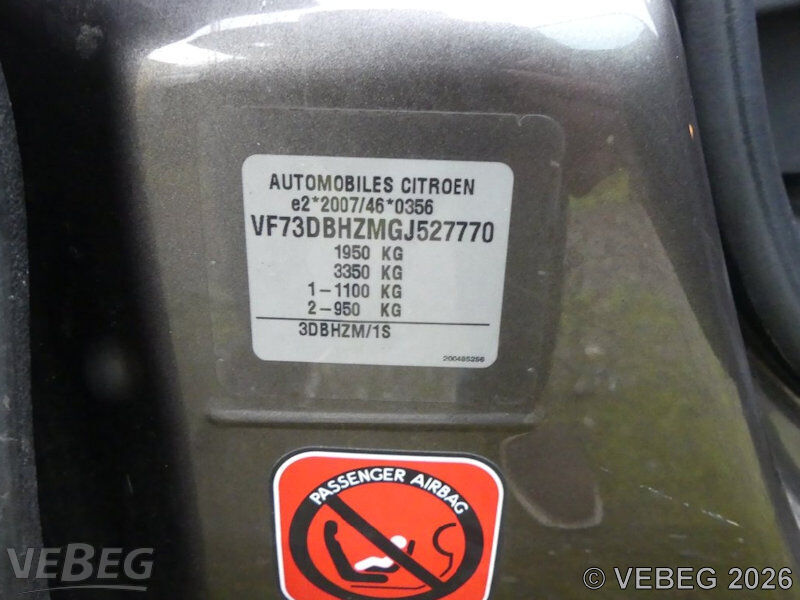 AUTOMOBILES CITROEN
e2*2007/46*0356
VF73DBHZMGJ527770
1950 KG
3350 KG
1-1100 KG
2-950 KG
3DBHZM/1S
200485256
PASSENGER AIRBAG
VEBEG
© VEBEG 2026